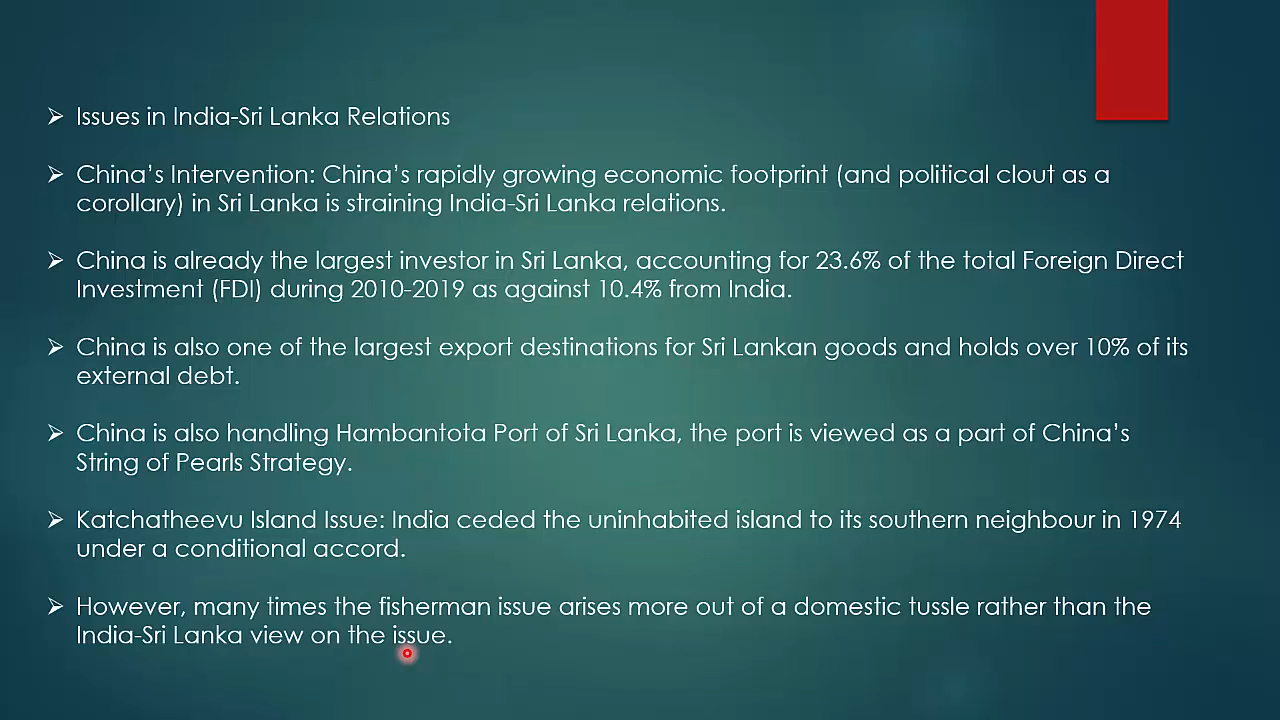 ➢ Issues in India-Sri Lanka Relations
➢ China's Intervention: China's rapidly growing economic footprint (and political clout as a
corollary) in Sri Lanka is straining India-Sri Lanka relations.
➢ China is already the largest investor in Sri Lanka, accounting for 23.6% of the total Foreign Direct
Investment (FDI) during 2010-2019 as against 10.4% from India.
➢ China is also one of the largest export destinations for Sri Lankan goods and holds over 10% of its
external debt.
➢ China is also handling Hambantota Port of Sri Lanka, the port is viewed as a part of China's
String of Pearls Strategy.
➢ Katchatheevu Island Issue: India ceded the uninhabited island to its southern neighbour in 1974
under a conditional accord.
➢ However, many times the fisherman issue arises more out of a domestic tussle rather than the
India-Sri Lanka view on the issue.